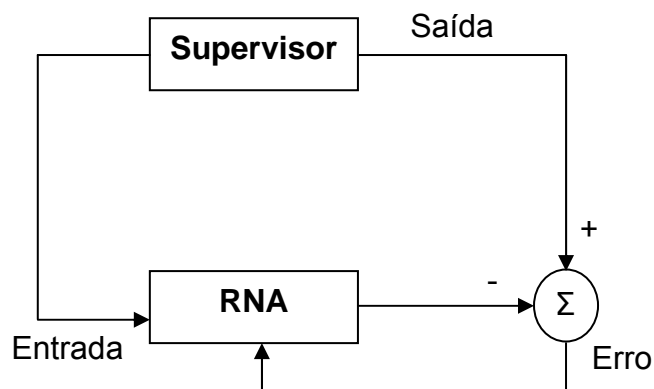 Saída
Supervisor
+
-
RNA
Σ
Entrada
Erro